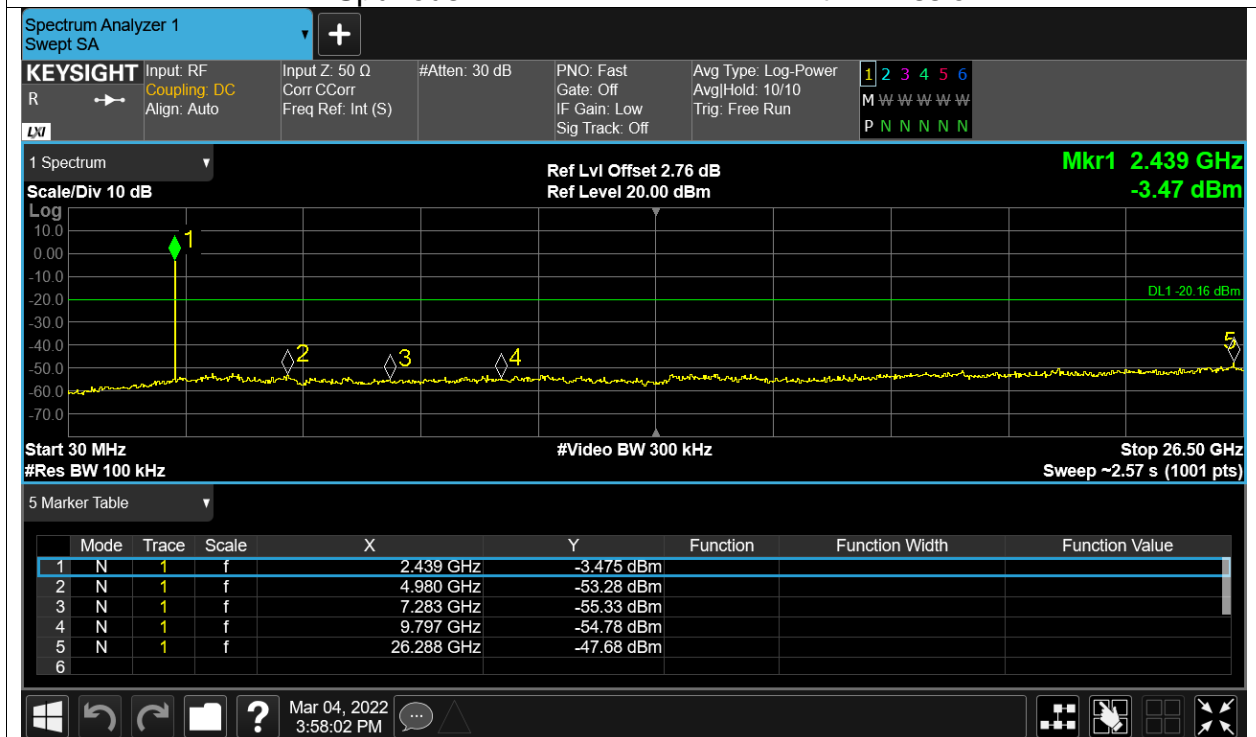 Spectrum Analyzer 1
Swept SA
KEYSIGHT
R
LXI
Input: RF
Coupling: DC
Align: Auto
Input Z: 50 Ω
Corr CCorr
Freq Ref: Int (S)
#Atten: 30 dB
PNO: Fast
Gate: Off
IF Gain: Low
Sig Track: Off
Avg Type: Log-Power
Avg|Hold: 10/10
Trig: Free Run
1 2 3 4 5 6
M W W W W W
P N N N N N
1 Spectrum
Scale/Div 10 dB
Ref Lvl Offset 2.76 dB
Ref Level 20.00 dBm
Mkr1 2.439 GHz
-3.47 dBm
Log
10.0
0.00
-10.0
-20.0
-30.0
-40.0
-50.0
-60.0
-70.0
1
2
3
4
5
DL1 -20.16 dBm
Start 30 MHz
#Video BW 300 kHz
Stop 26.50 GHz
#Res BW 100 kHz
Sweep ~2.57 s (1001 pts)
5 Marker Table
Mode Trace Scale X Y Function Function Width Function Value
1 N 1 f 2.439 GHz -3.475 dBm
2 N 1 f 4.980 GHz -53.28 dBm
3 N 1 f 7.283 GHz -55.33 dBm
4 N 1 f 9.797 GHz -54.78 dBm
5 N 1 f 26.288 GHz -47.68 dBm
6
?
Mar 04, 2022
3:58:02 PM